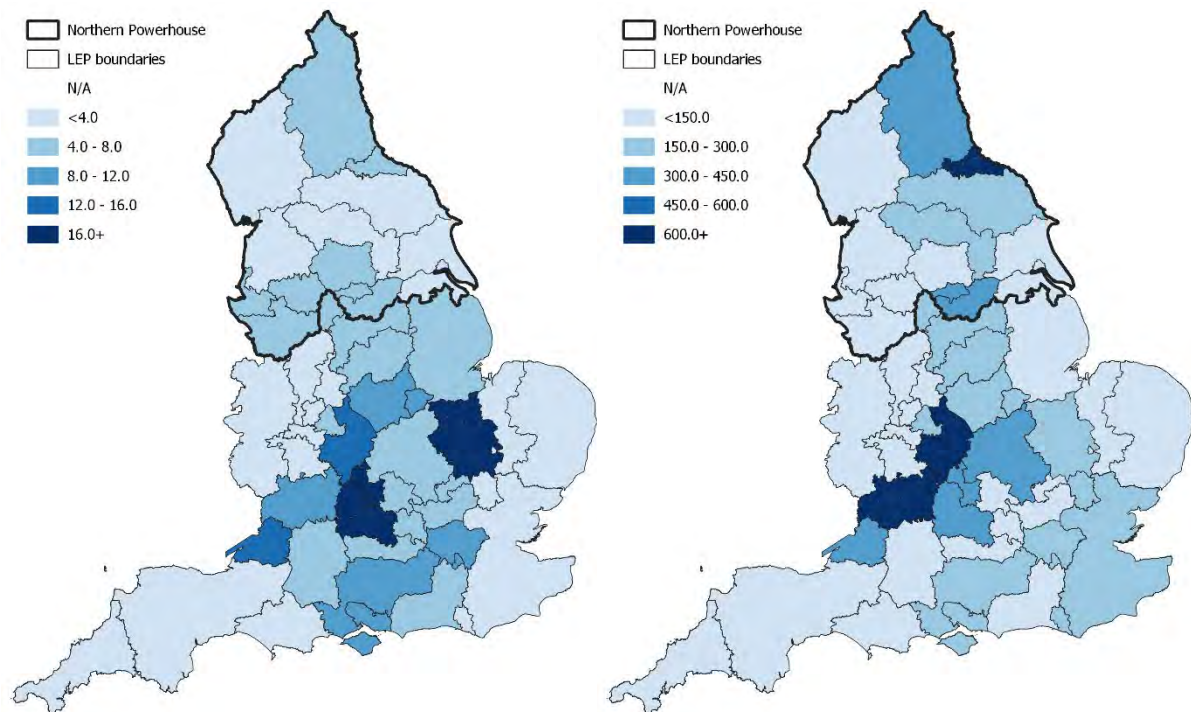 Northern Powerhouse
LEP boundaries
N/A
<4.0
4.0 - 8.0
8.0 - 12.0
12.0 - 16.0
16.0+
Northern Powerhouse
LEP boundaries
N/A
<150.0
150.0 - 300.0
300.0 - 450.0
450.0 - 600.0
600.0+